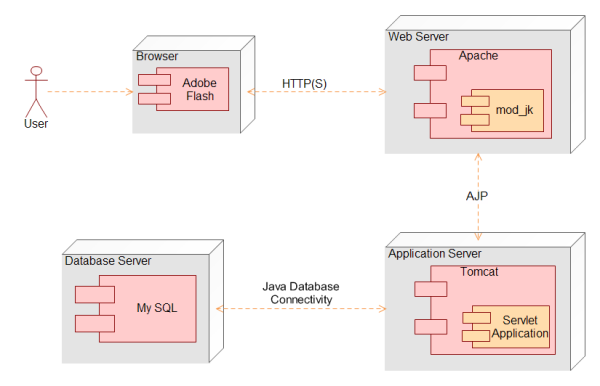 Web Server
Browser
Apache
Adobe
Flash
HTTP(S)
mod_jk
User
AJP
Database Server
Application Server
Tomcat
Java Database
Connectivity
My SQL
Servlet
Application